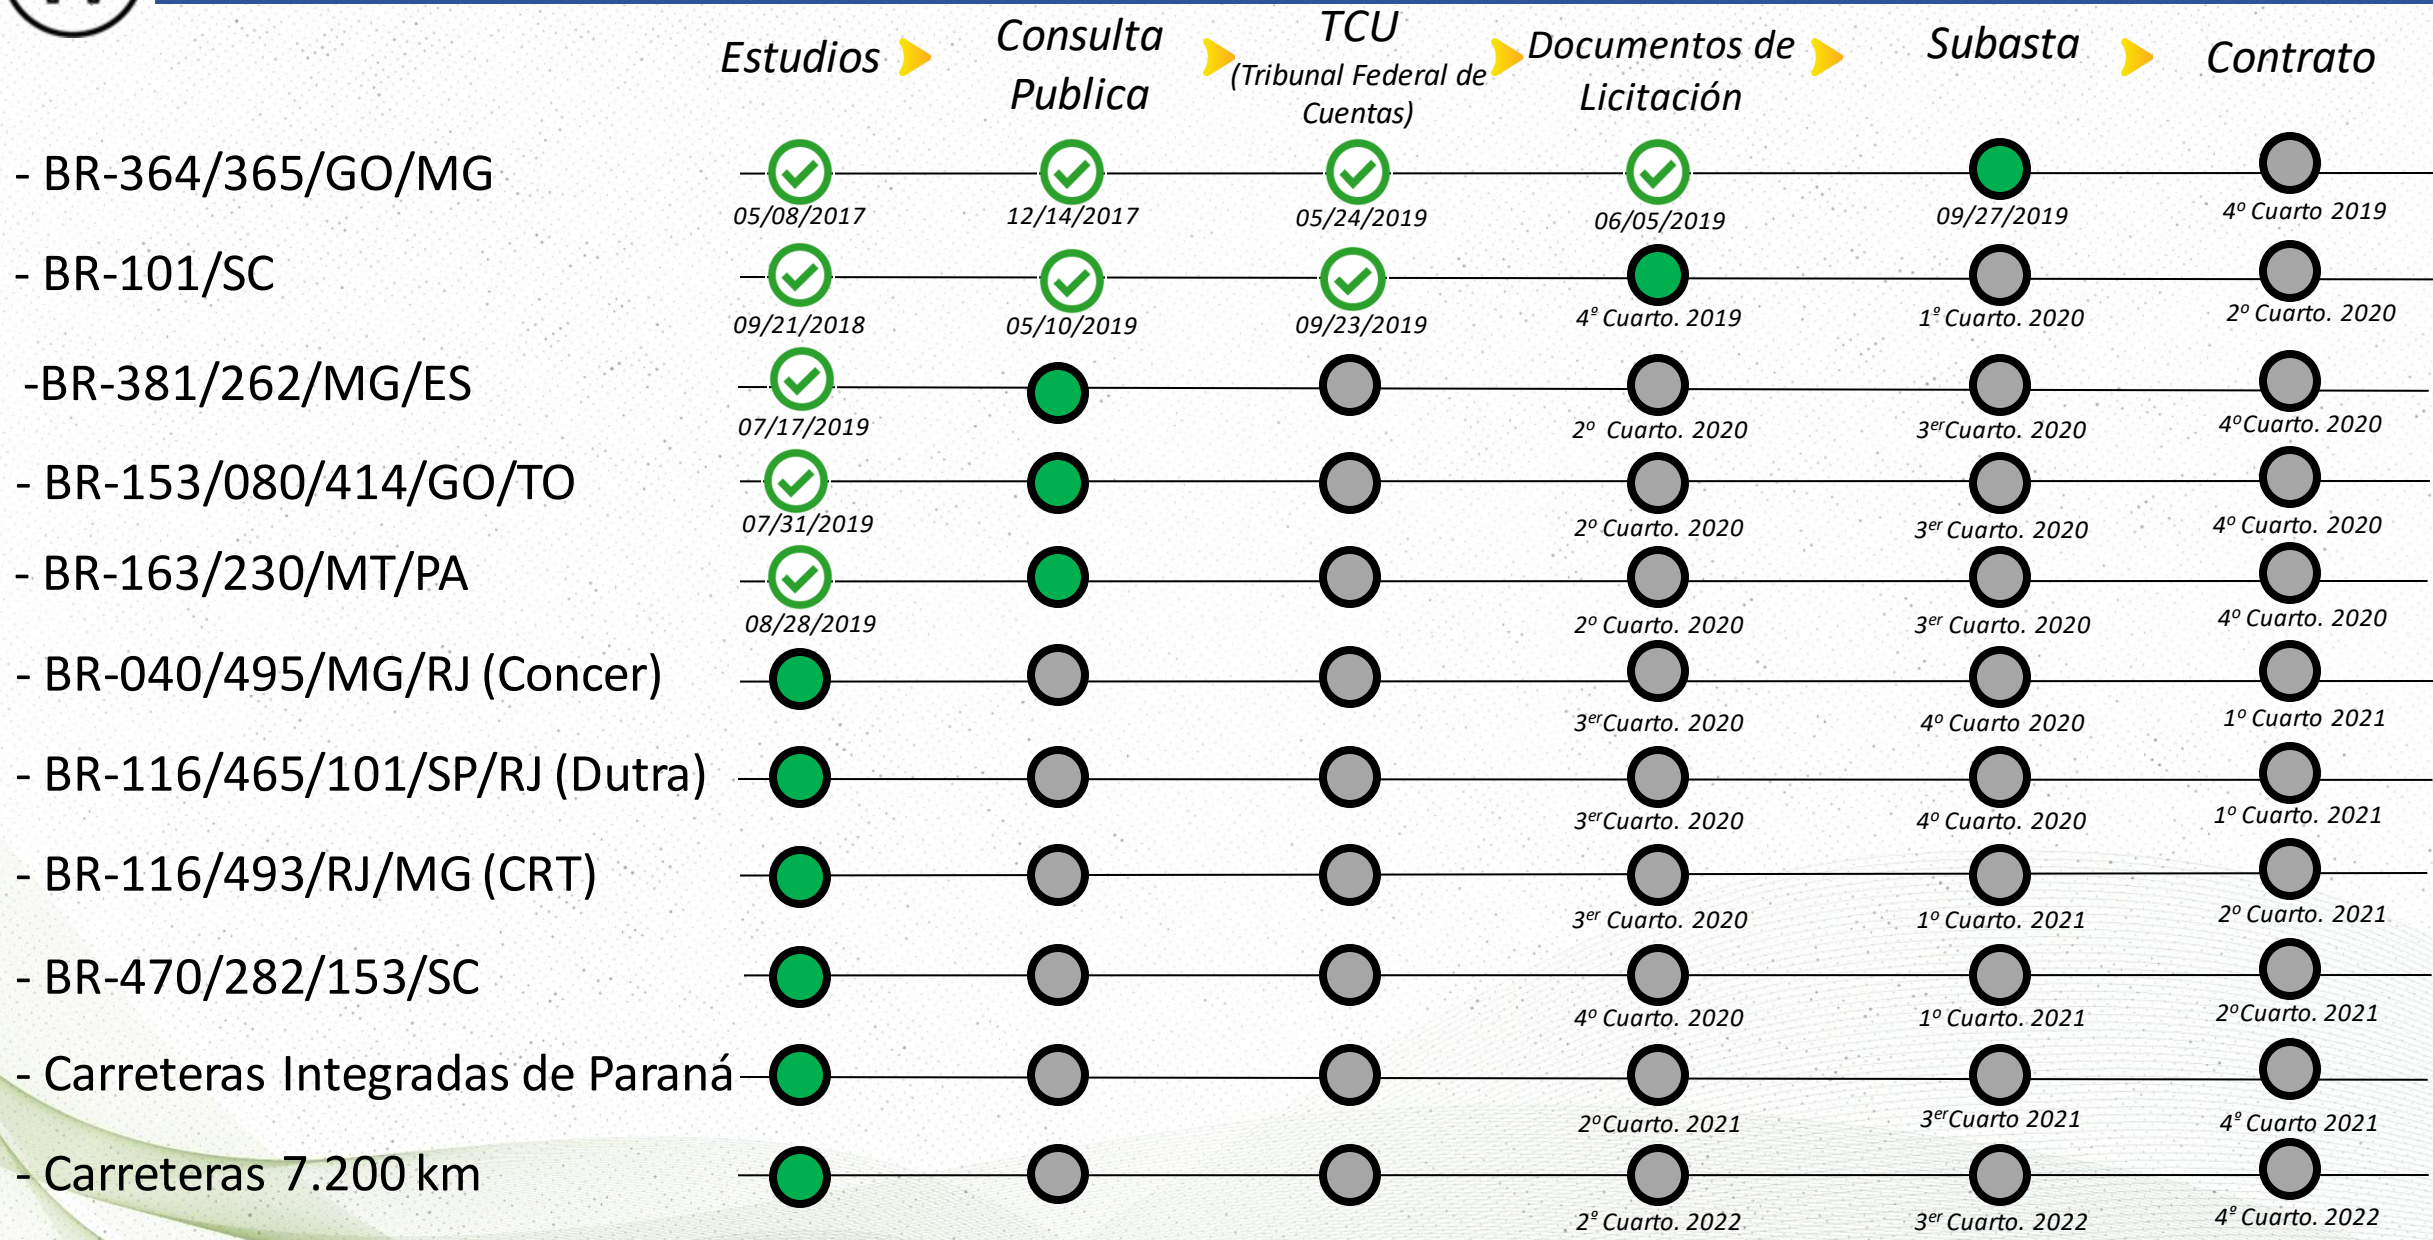 Estudios
Consulta
Publica
TCU
(Tribunal Federal de
Cuentas)
Documentos de
Licitación
Subasta
Contrato
- BR-364/365/GO/MG
05/08/2017 12/14/2017 05/24/2019 06/05/2019 09/27/2019 4º Cuarto 2019
- BR-101/SC
09/21/2018 05/10/2019 09/23/2019 4º Cuarto. 2019 1º Cuarto. 2020 2º Cuarto. 2020
-BR-381/262/MG/ES
07/17/2019 2º Cuarto. 2020 3er Cuarto. 2020 4º Cuarto. 2020
- BR-153/080/414/GO/TO
07/31/2019 2º Cuarto. 2020 3er Cuarto. 2020 4º Cuarto. 2020
- BR-163/230/MT/PA
08/28/2019 2º Cuarto. 2020 3er Cuarto. 2020 4º Cuarto. 2020
- BR-040/495/MG/RJ (Concer)
3er Cuarto. 2020 4º Cuarto 2020 1º Cuarto 2021
- BR-116/465/101/SP/RJ (Dutra)
3er Cuarto. 2020 4º Cuarto. 2020 1º Cuarto. 2021
- BR-116/493/RJ/MG (CRT)
3er Cuarto. 2020 1º Cuarto. 2021 2º Cuarto. 2021
- BR-470/282/153/SC
4º Cuarto. 2020 1º Cuarto. 2021 2º Cuarto. 2021
- Carreteras Integradas de Paraná
2º Cuarto. 2021 3er Cuarto 2021 4º Cuarto 2021
- Carreteras 7.200 km
2º Cuarto. 2022 3er Cuarto. 2022 4º Cuarto. 2022